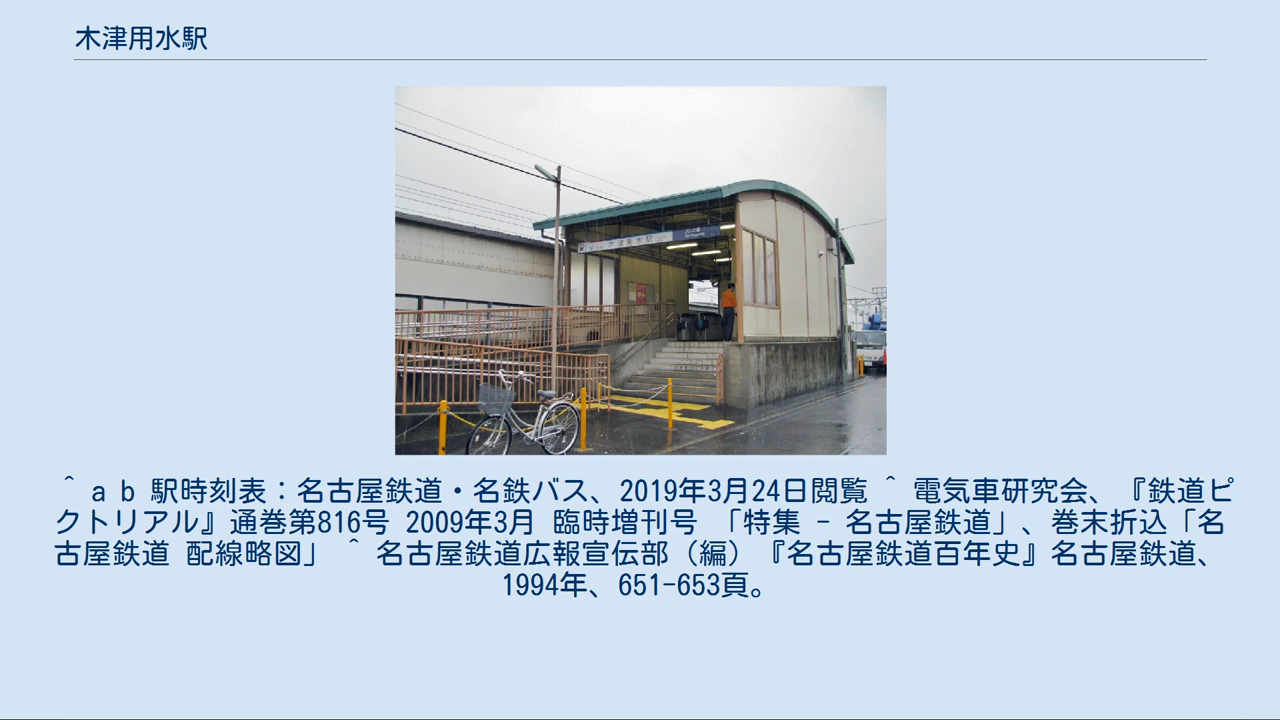 木津用水駅
木津用水駅
^ a b 駅時刻表：名古屋鉄道・名鉄バス、2019年3月24日閲覧 ^ 電気車研究会、『鉄道ピ
クトリアル』通巻第816号 2009年3月 臨時増刊号 「特集 - 名古屋鉄道」、巻末折込「名
古屋鉄道 配線略図」 ^ 名古屋鉄道広報宣伝部（編）『名古屋鉄道百年史』名古屋鉄道、
1994年、651-653頁。